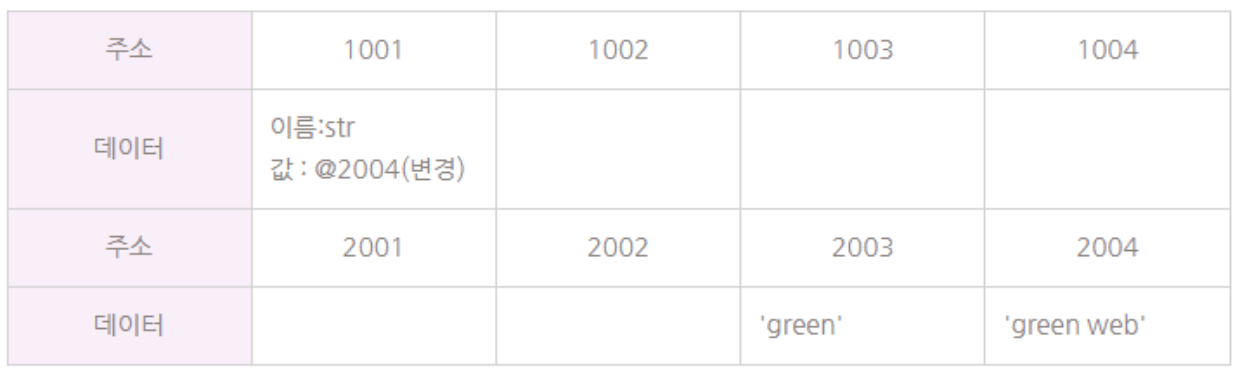 주소 1001 1002 1003 1004
데이터 이름:str
값 : @2004(변경)
주소 2001 2002 2003 2004
데이터 'green' 'green web'